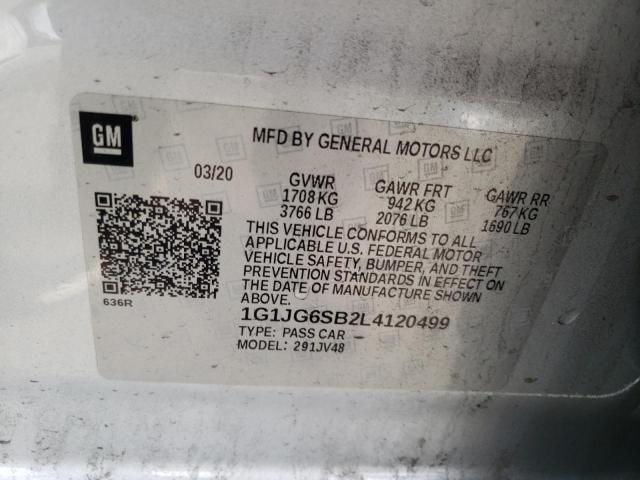 GM
MFD BY GENERAL MOTORS LLC
03/20
GVWR GAWR FRT GAWR RR
1708 KG 942 KG 767 KG
3766 LB 2076 LB 1690 LB
THIS VEHICLE CONFORMS TO ALL
APPLICABLE U.S. FEDERAL MOTOR
VEHICLE SAFETY, BUMPER, AND THEFT
PREVENTION STANDARDS IN EFFECT ON
THE DATE OF MANUFACTURE SHOWN
ABOVE.
636R
1G1JG6SB2L4120499
TYPE: PASS CAR
MODEL: 291JV48